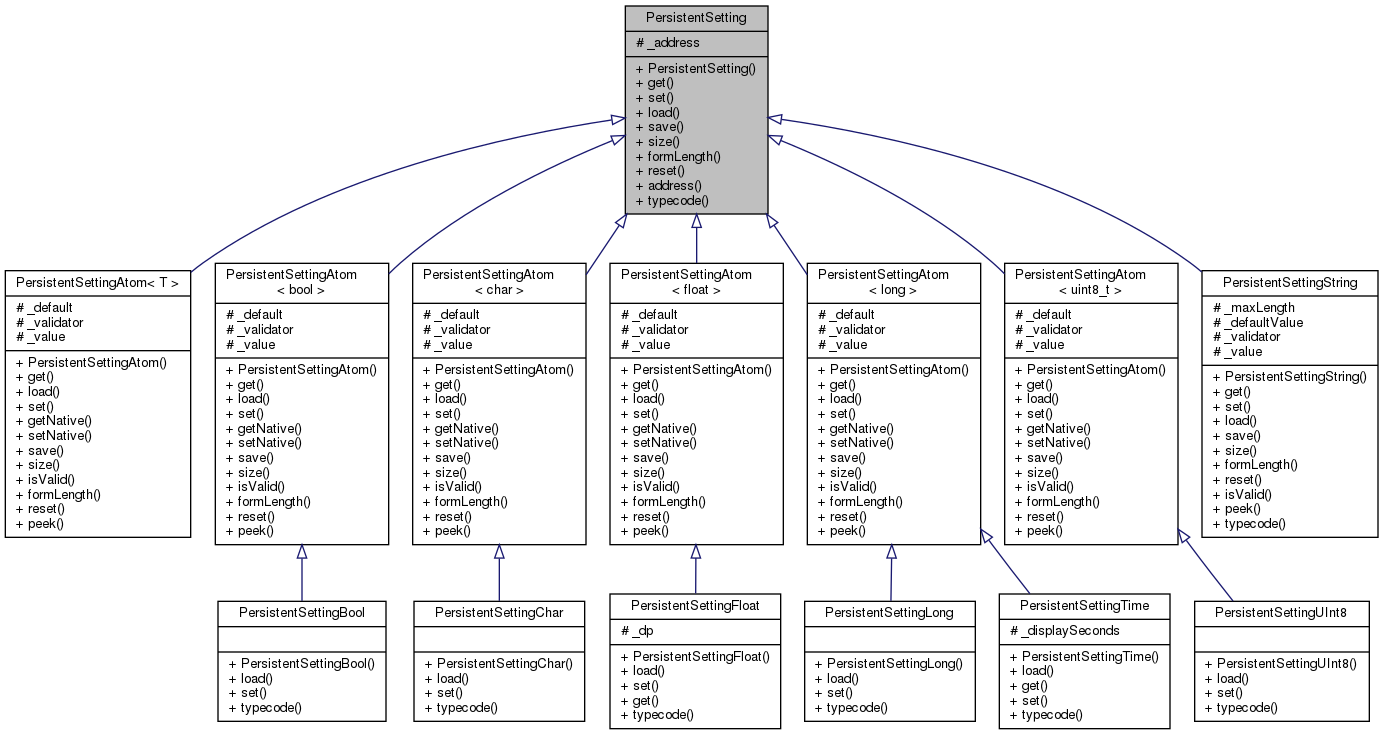 PersistentSetting
# _address
+ PersistentSetting()
+ get()
+ set()
+ load()
+ save()
+ size()
+ formLength()
+ reset()
+ address()
+ typecode()
PersistentSettingAtom< T >
# _default
# _validator
# _value
+ PersistentSettingAtom()
+ get()
+ load()
+ set()
+ getNative()
+ setNative()
+ save()
+ size()
+ isValid()
+ formLength()
+ reset()
+ peek()
PersistentSettingAtom
< bool >
# _default
# _validator
# _value
+ PersistentSettingAtom()
+ get()
+ load()
+ set()
+ getNative()
+ setNative()
+ save()
+ size()
+ isValid()
+ formLength()
+ reset()
+ peek()
PersistentSettingAtom
< char >
# _default
# _validator
# _value
+ PersistentSettingAtom()
+ get()
+ load()
+ set()
+ getNative()
+ setNative()
+ save()
+ size()
+ isValid()
+ formLength()
+ reset()
+ peek()
PersistentSettingAtom
< float >
# _default
# _validator
# _value
+ PersistentSettingAtom()
+ get()
+ load()
+ set()
+ getNative()
+ setNative()
+ save()
+ size()
+ isValid()
+ formLength()
+ reset()
+ peek()
PersistentSettingAtom
< long >
# _default
# _validator
# _value
+ PersistentSettingAtom()
+ get()
+ load()
+ set()
+ getNative()
+ setNative()
+ save()
+ size()
+ isValid()
+ formLength()
+ reset()
+ peek()
PersistentSettingAtom
< uint8_t >
# _default
# _validator
# _value
+ PersistentSettingAtom()
+ get()
+ load()
+ set()
+ getNative()
+ setNative()
+ save()
+ size()
+ isValid()
+ formLength()
+ reset()
+ peek()
PersistentSettingString
# _maxLength
# _defaultValue
# _validator
# _value
+ PersistentSettingString()
+ get()
+ set()
+ load()
+ save()
+ size()
+ formLength()
+ reset()
+ isValid()
+ peek()
+ typecode()
PersistentSettingBool
+ PersistentSettingBool()
+ load()
+ set()
+ typecode()
PersistentSettingChar
+ PersistentSettingChar()
+ load()
+ set()
+ typecode()
PersistentSettingFloat
# _dp
+ PersistentSettingFloat()
+ load()
+ set()
+ get()
+ typecode()
PersistentSettingLong
+ PersistentSettingLong()
+ load()
+ set()
+ typecode()
PersistentSettingTime
# _displaySeconds
+ PersistentSettingTime()
+ load()
+ get()
+ set()
+ typecode()
PersistentSettingUInt8
+ PersistentSettingUInt8()
+ load()
+ set()
+ typecode()